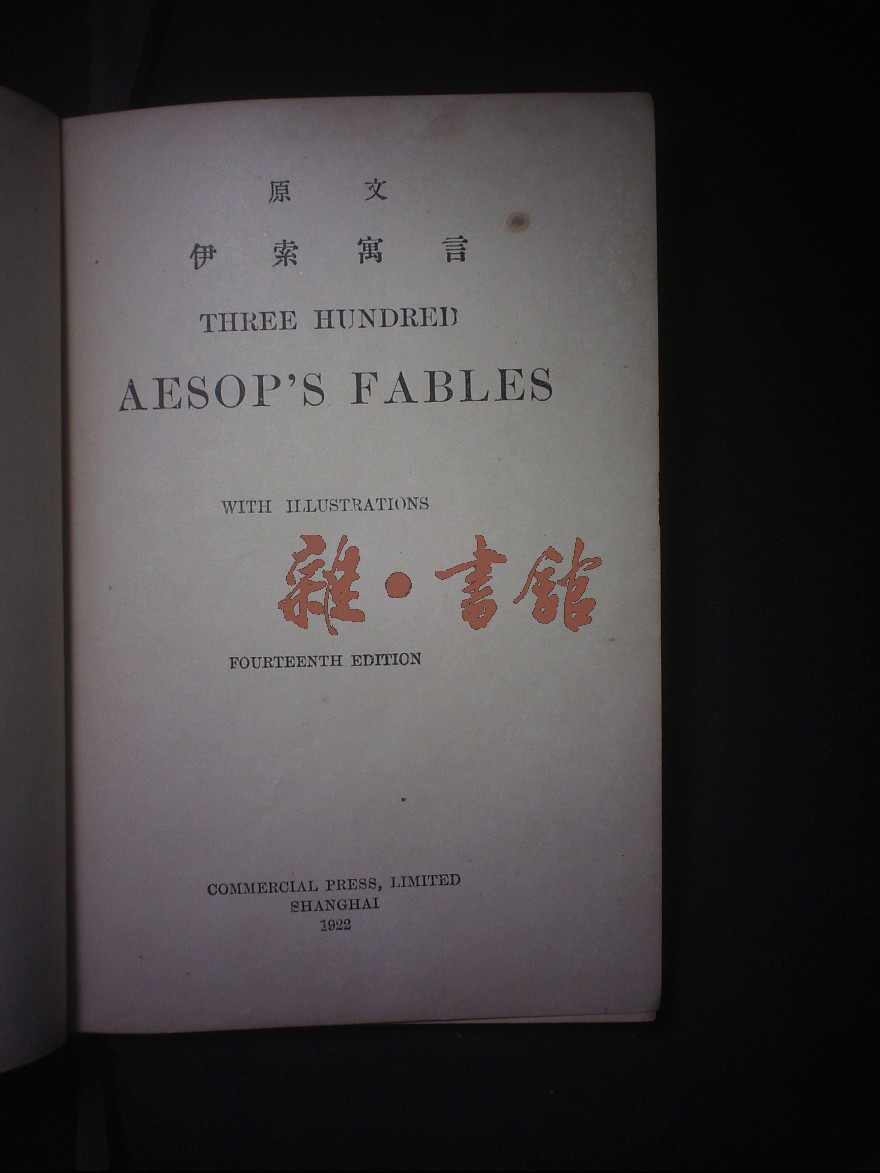 原文
伊索寓言
THREE HUNDRED
AESOP'S FABLES
WITH ILLUSTRATIONS
雜·書館
FOURTEENTH EDITION
COMMERCIAL PRESS, LIMITED
SHANGHAI
1922